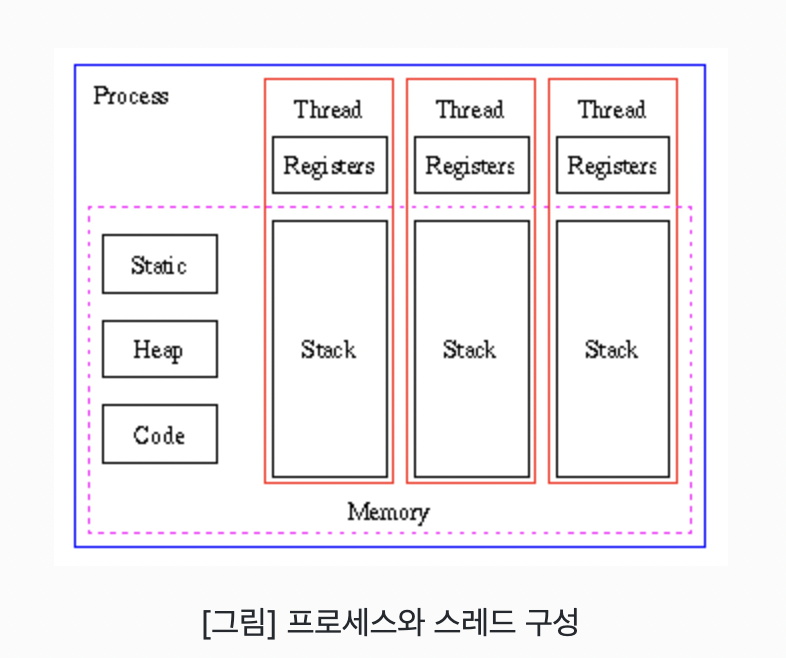 Process
Thread
Thread
Thread
Registers
Registers
Registers
Static
Heap
Code
Stack
Stack
Stack
Memory
[그림] 프로세스와 스레드 구성